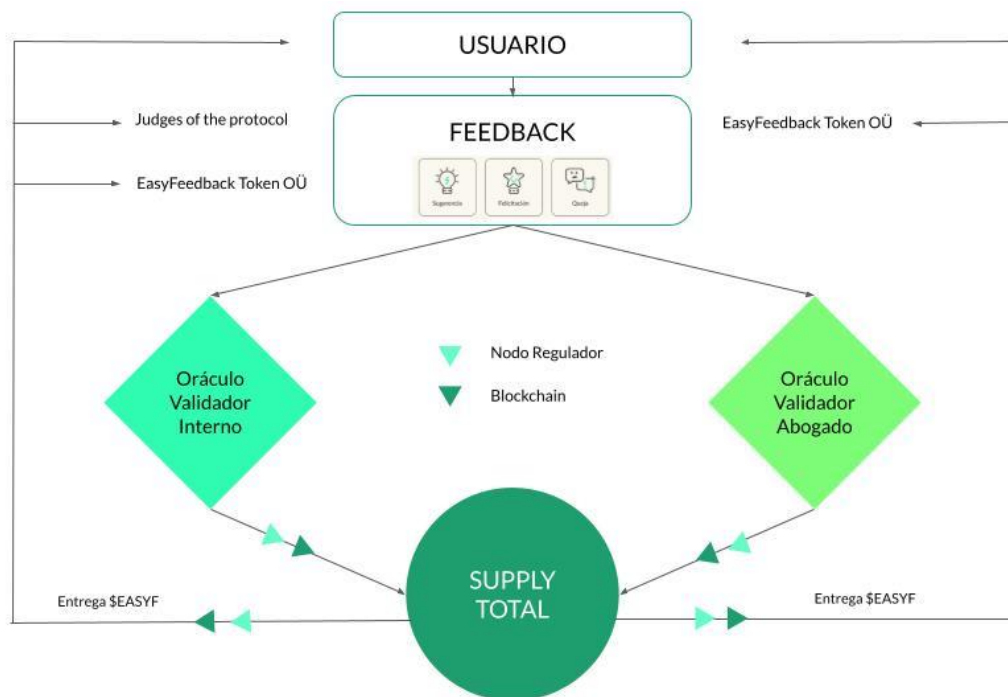 USUARIO
Judges of the protocol
FEEDBACK
EasyFeedback Token OÜ
EasyFeedback Token OÜ
Sugerencia
Felicitación
Queja
Nodo Regulador
Blockchain
Oráculo
Validador
Interno
Oráculo
Validador
Abogado
SUPPLY
TOTAL
Entrega $EASYF
Entrega $EASYF